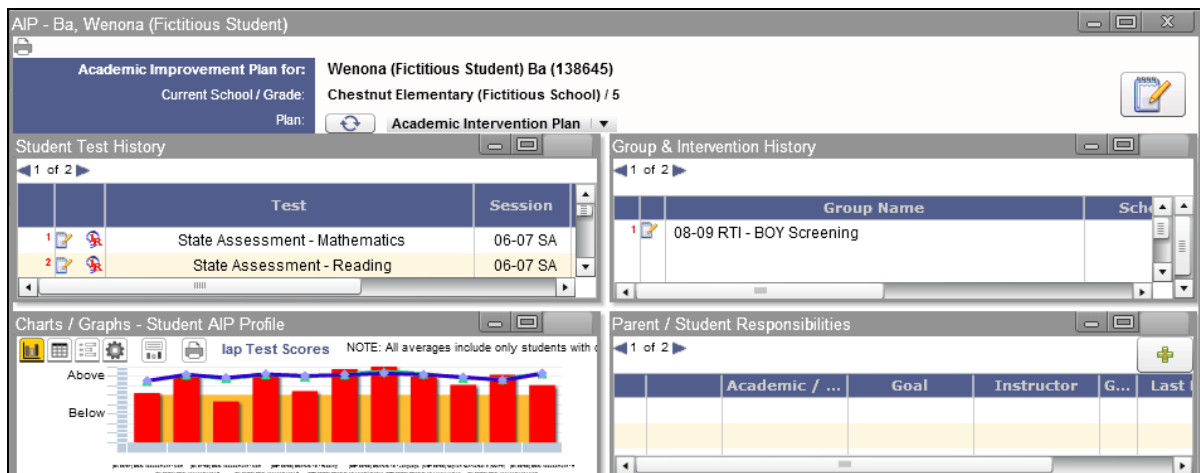 AIP - Ba, Wenona (Fictitious Student)
Academic Improvement Plan for: Wenona (Fictitious Student) Ba (138645)
Current School / Grade: Chestnut Elementary (Fictitious School) / 5
Plan: Academic Intervention Plan
Student Test History
1 of 2
Test Session
1 State Assessment - Mathematics 06-07 SA
2 State Assessment - Reading 06-07 SA
Group & Intervention History
1 of 2
Group Name Sch
1 08-09 RTI - BOY Screening
Charts / Graphs - Student AIP Profile
lap Test Scores NOTE: All averages include only students with
Above
Below
Parent / Student Responsibilities
1 of 2
Academic / ... Goal Instructor G... Last